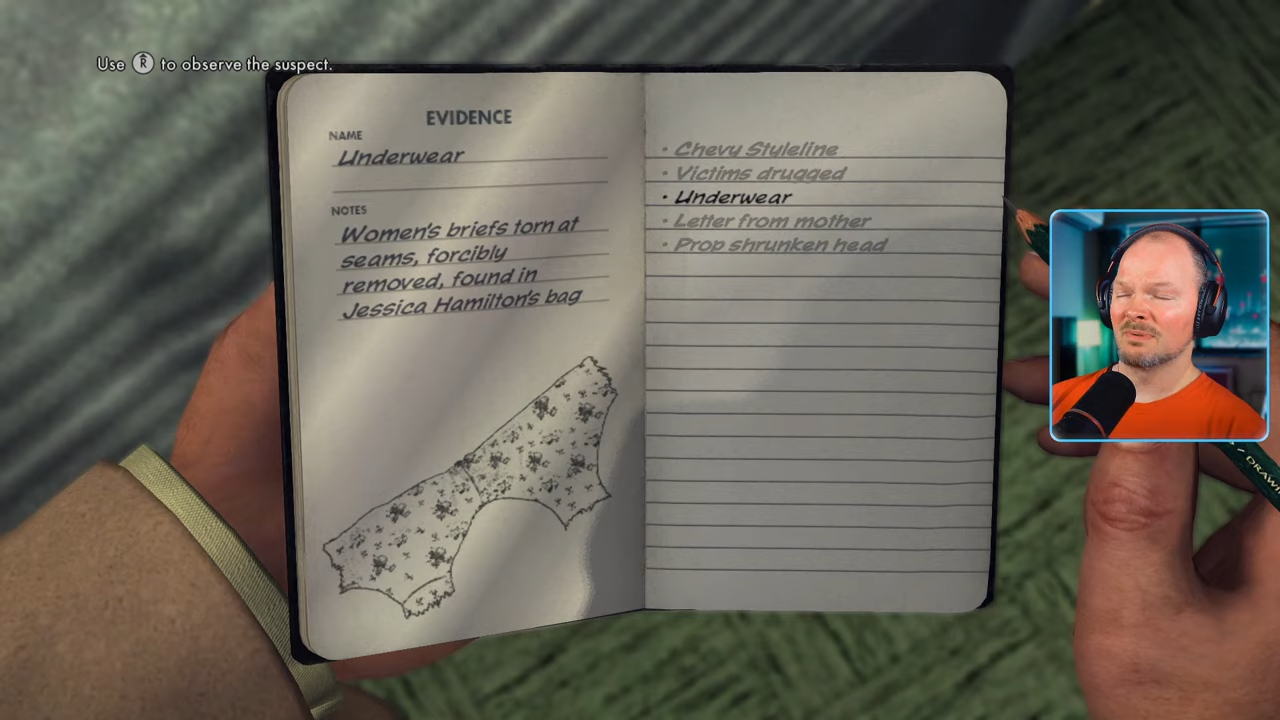 Use R to observe the suspect.
EVIDENCE
NAME
Underwear
NOTES
Women's briefs torn at
seams, forcibly
removed, found in
Jessica Hamilton's bag
• Chevy Styleline
• Victims drugged
• Underwear
• Letter from mother
• Prop shrunken head